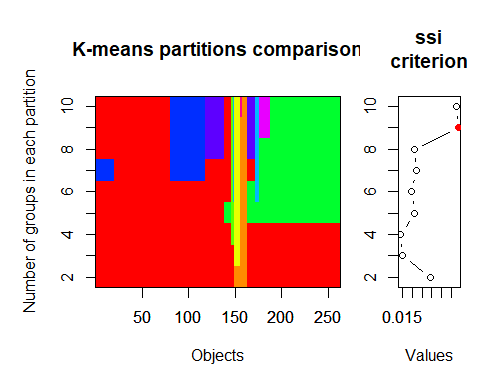 K-means partitions comparison
ssi
criterion
Number of groups in each partition
10
8
6
4
2
50
100
150
200
250
Objects
10
8
6
4
2
0.015
Values